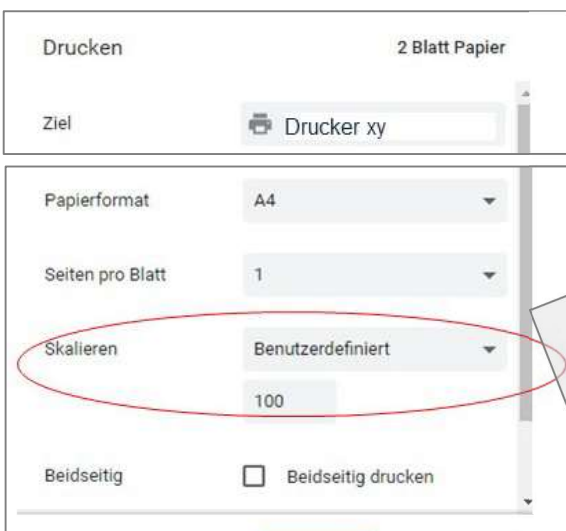 Drucken 2 Blatt Papier
Ziel Drucker xy
Papierformat A4
Seiten pro Blatt 1
Skalieren Benutzerdefiniert
100
Beidseitig Beidseitig drucken